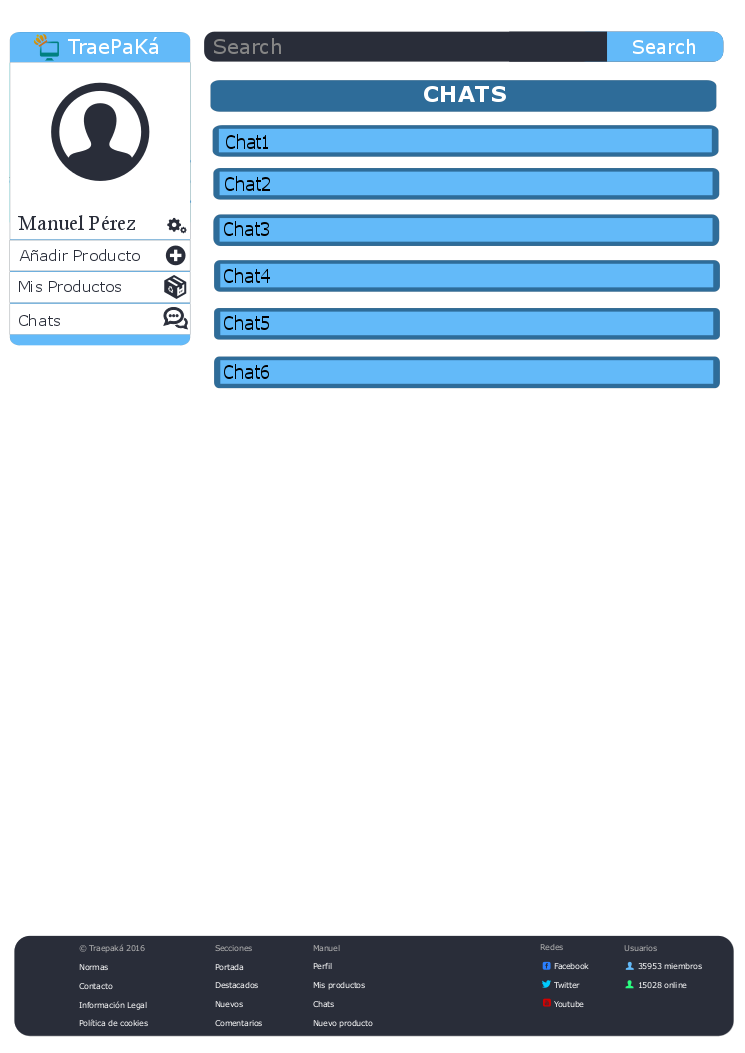 TraePaKá
Search
Search
CHATS
Chat1
Chat2
Chat3
Chat4
Chat5
Chat6
Manuel Pérez
Añadir Producto
Mis Productos
Chats
© Traepaká 2016
Normas
Contacto
Información Legal
Política de cookies
Secciones
Portada
Destacados
Nuevos
Comentarios
Manuel
Perfil
Mis productos
Chats
Nuevo producto
Redes
Facebook
Twitter
Youtube
Usuarios
35953 miembros
15028 online